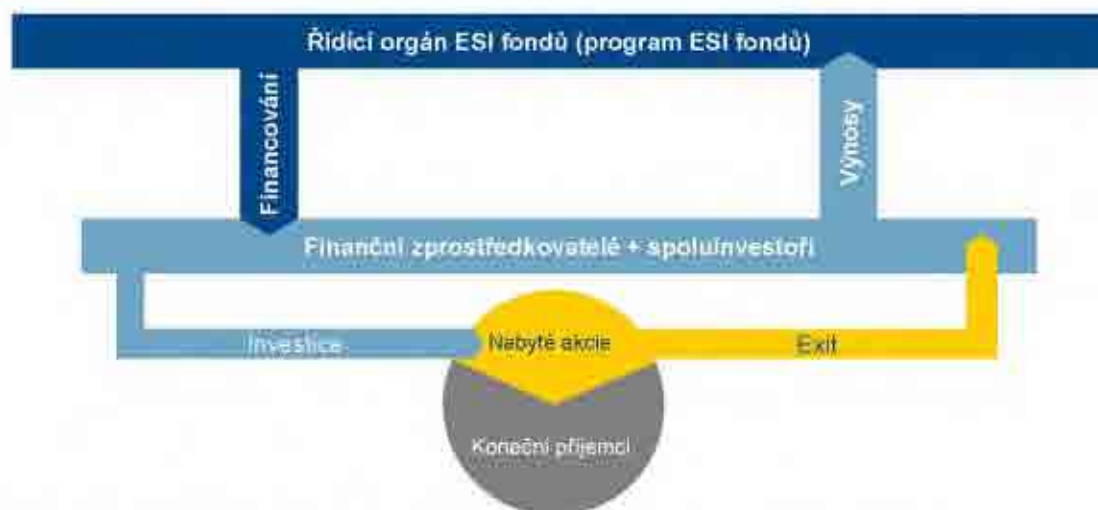 Řídicí orgán ESI fondů (program ESI fondů)
Financování
Výnosy
Finanční zprostředkovatelé + spoluinvestoři
Investice
Nabyté akcie
Exit
Koneční příjemci